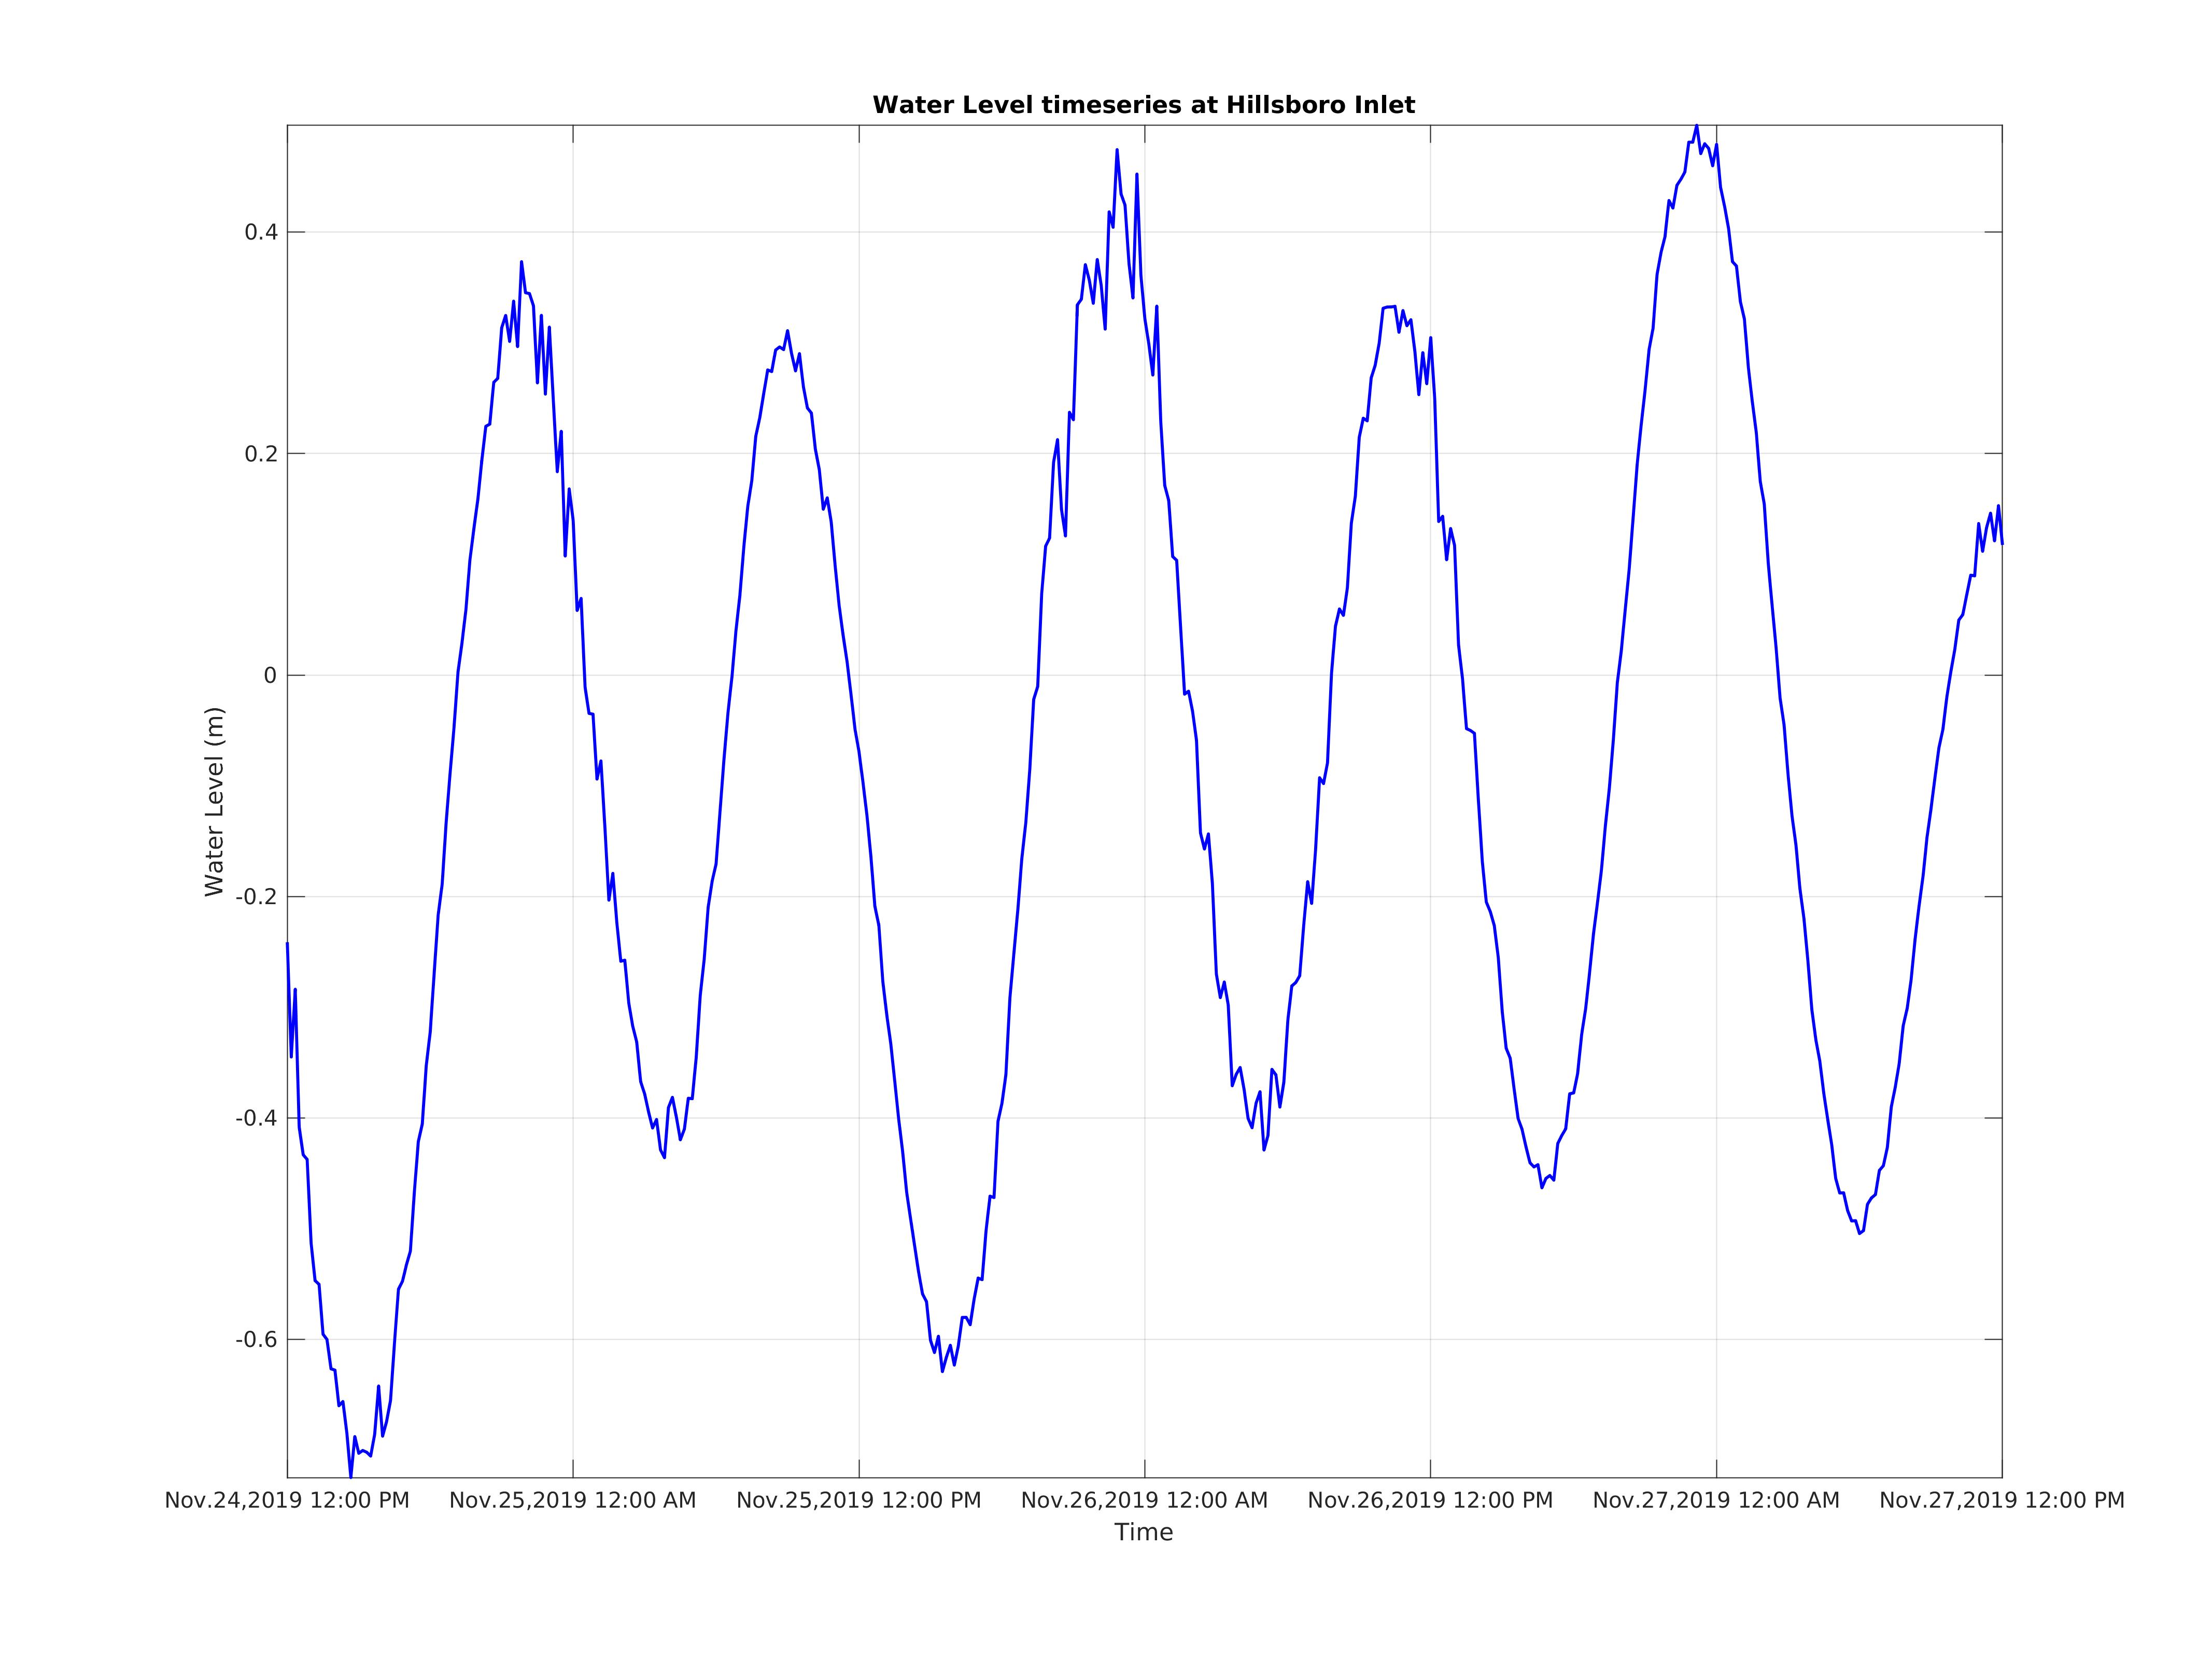 Water Level timeseries at Hillsboro Inlet
0.4
0.2
0
-0.2
-0.4
-0.6
Water Level (m)
Nov.24,2019 12:00 PM Nov.25,2019 12:00 AM Nov.25,2019 12:00 PM Nov.26,2019 12:00 AM Nov.26,2019 12:00 PM Nov.27,2019 12:00 AM Nov.27,2019 12:00 PM
Time